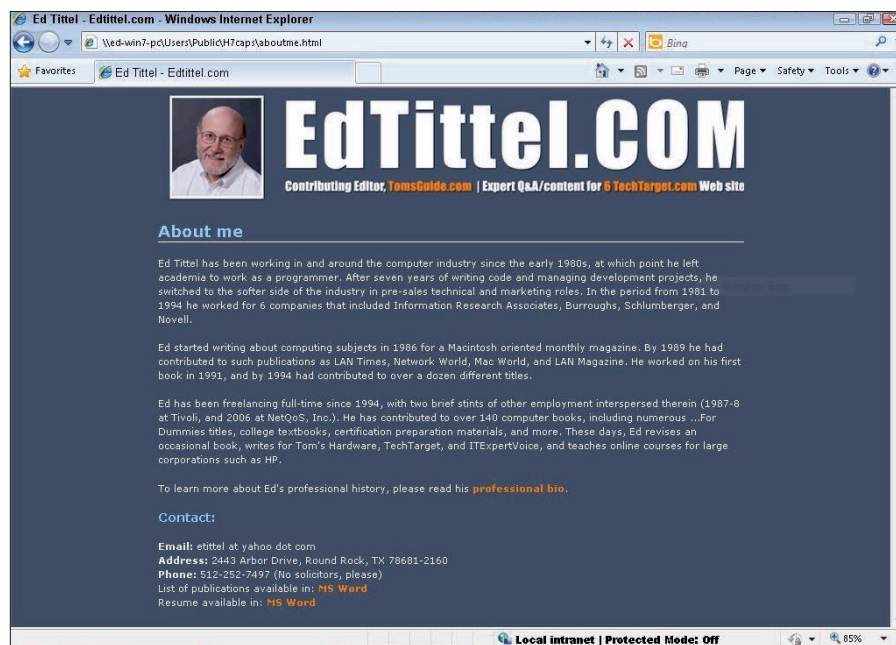 Ed Tittel - Edtittel.com - Windows Internet Explorer
\\ed-win7-pc\Users\Public\H7caps\aboutme.html
Bing
Favorites
Ed Tittel - Edtittel.com
Page
Safety
Tools
EdTittel.COM
Contributing Editor, TomsGuide.com | Expert Q&A/content for 6 TechTarget.com Web site
About me
Ed Tittel has been working in and around the computer industry since the early 1980s, at which point he left
academia to work as a programmer. After seven years of writing code and managing development projects, he
switched to the softer side of the industry in pre-sales technical and marketing roles. In the period from 1981 to
1994 he worked for 6 companies that included Information Research Associates, Burroughs, Schlumberger, and
Novell.
Ed started writing about computing subjects in 1986 for a Macintosh oriented monthly magazine. By 1989 he had
contributed to such publications as LAN Times, Network World, Mac World, and LAN Magazine. He worked on his first
book in 1991, and by 1994 had contributed to over a dozen different titles.
Ed has been freelancing full-time since 1994, with two brief stints of other employment interspersed therein (1987-8
at Tivoli, and 2006 at NetQoS, Inc.). He has contributed to over 140 computer books, including numerous ...For
Dummies titles, college textbooks, certification preparation materials, and more. These days, Ed revises an
occasional book, writes for Tom's Hardware, TechTarget, and ITExpertVoice, and teaches online courses for large
corporations such as HP.
To learn more about Ed's professional history, please read his professional bio.
Contact:
Email: etittel at yahoo dot com
Address: 2443 Arbor Drive, Round Rock, TX 78681-2160
Phone: 512-252-7497 (No solicitors, please)
List of publications available in: MS Word
Resume available in: MS Word
Local intranet | Protected Mode: Off
85%